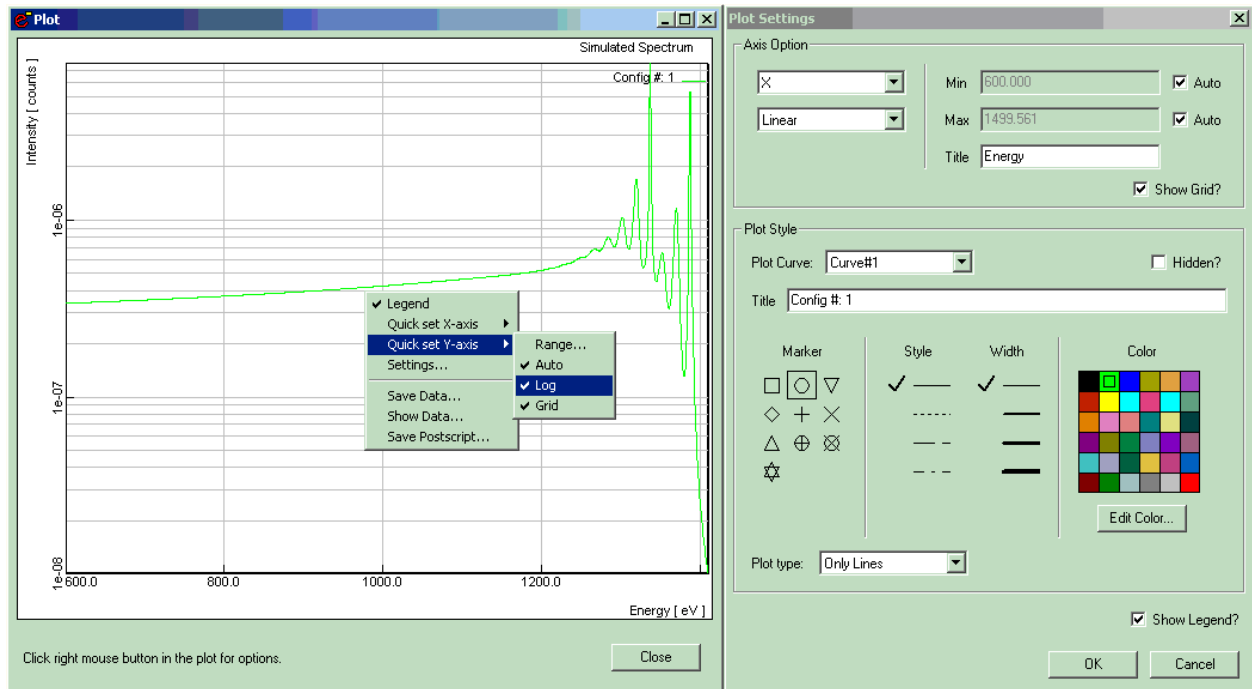 e⁻ Plot
Simulated Spectrum
Config #: 1
Intensity [ counts ]
1e-06
1e-07
1e-08
600.0
800.0
1000.0
1200.0
Energy [ eV ]
Legend
Quick set X-axis
Quick set Y-axis
Settings...
Save Data...
Show Data...
Save Postscript...
Range...
Auto
Log
Grid
Click right mouse button in the plot for options.
Close
Plot Settings
Axis Option
X
Min 600.000 Auto
Linear
Max 1499.561 Auto
Title Energy
Show Grid?
Plot Style
Plot Curve: Curve#1 Hidden?
Title Config #: 1
Marker Style Width Color
Edit Color...
Plot type: Only Lines
Show Legend?
OK Cancel